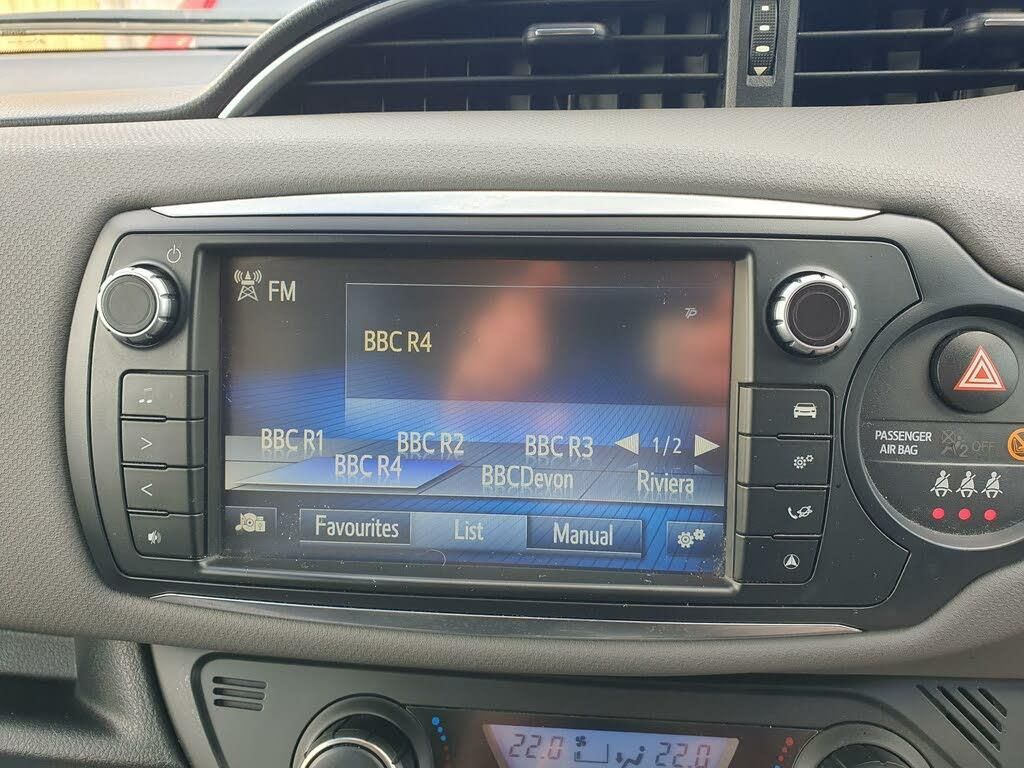 FM
TP
BBC R4
BBC R1 BBC R2 BBC R3 1/2
BBC R4 BBCDevon Riviera
Favourites List Manual
PASSENGER
AIR BAG
2 OFF
22.0 22.0